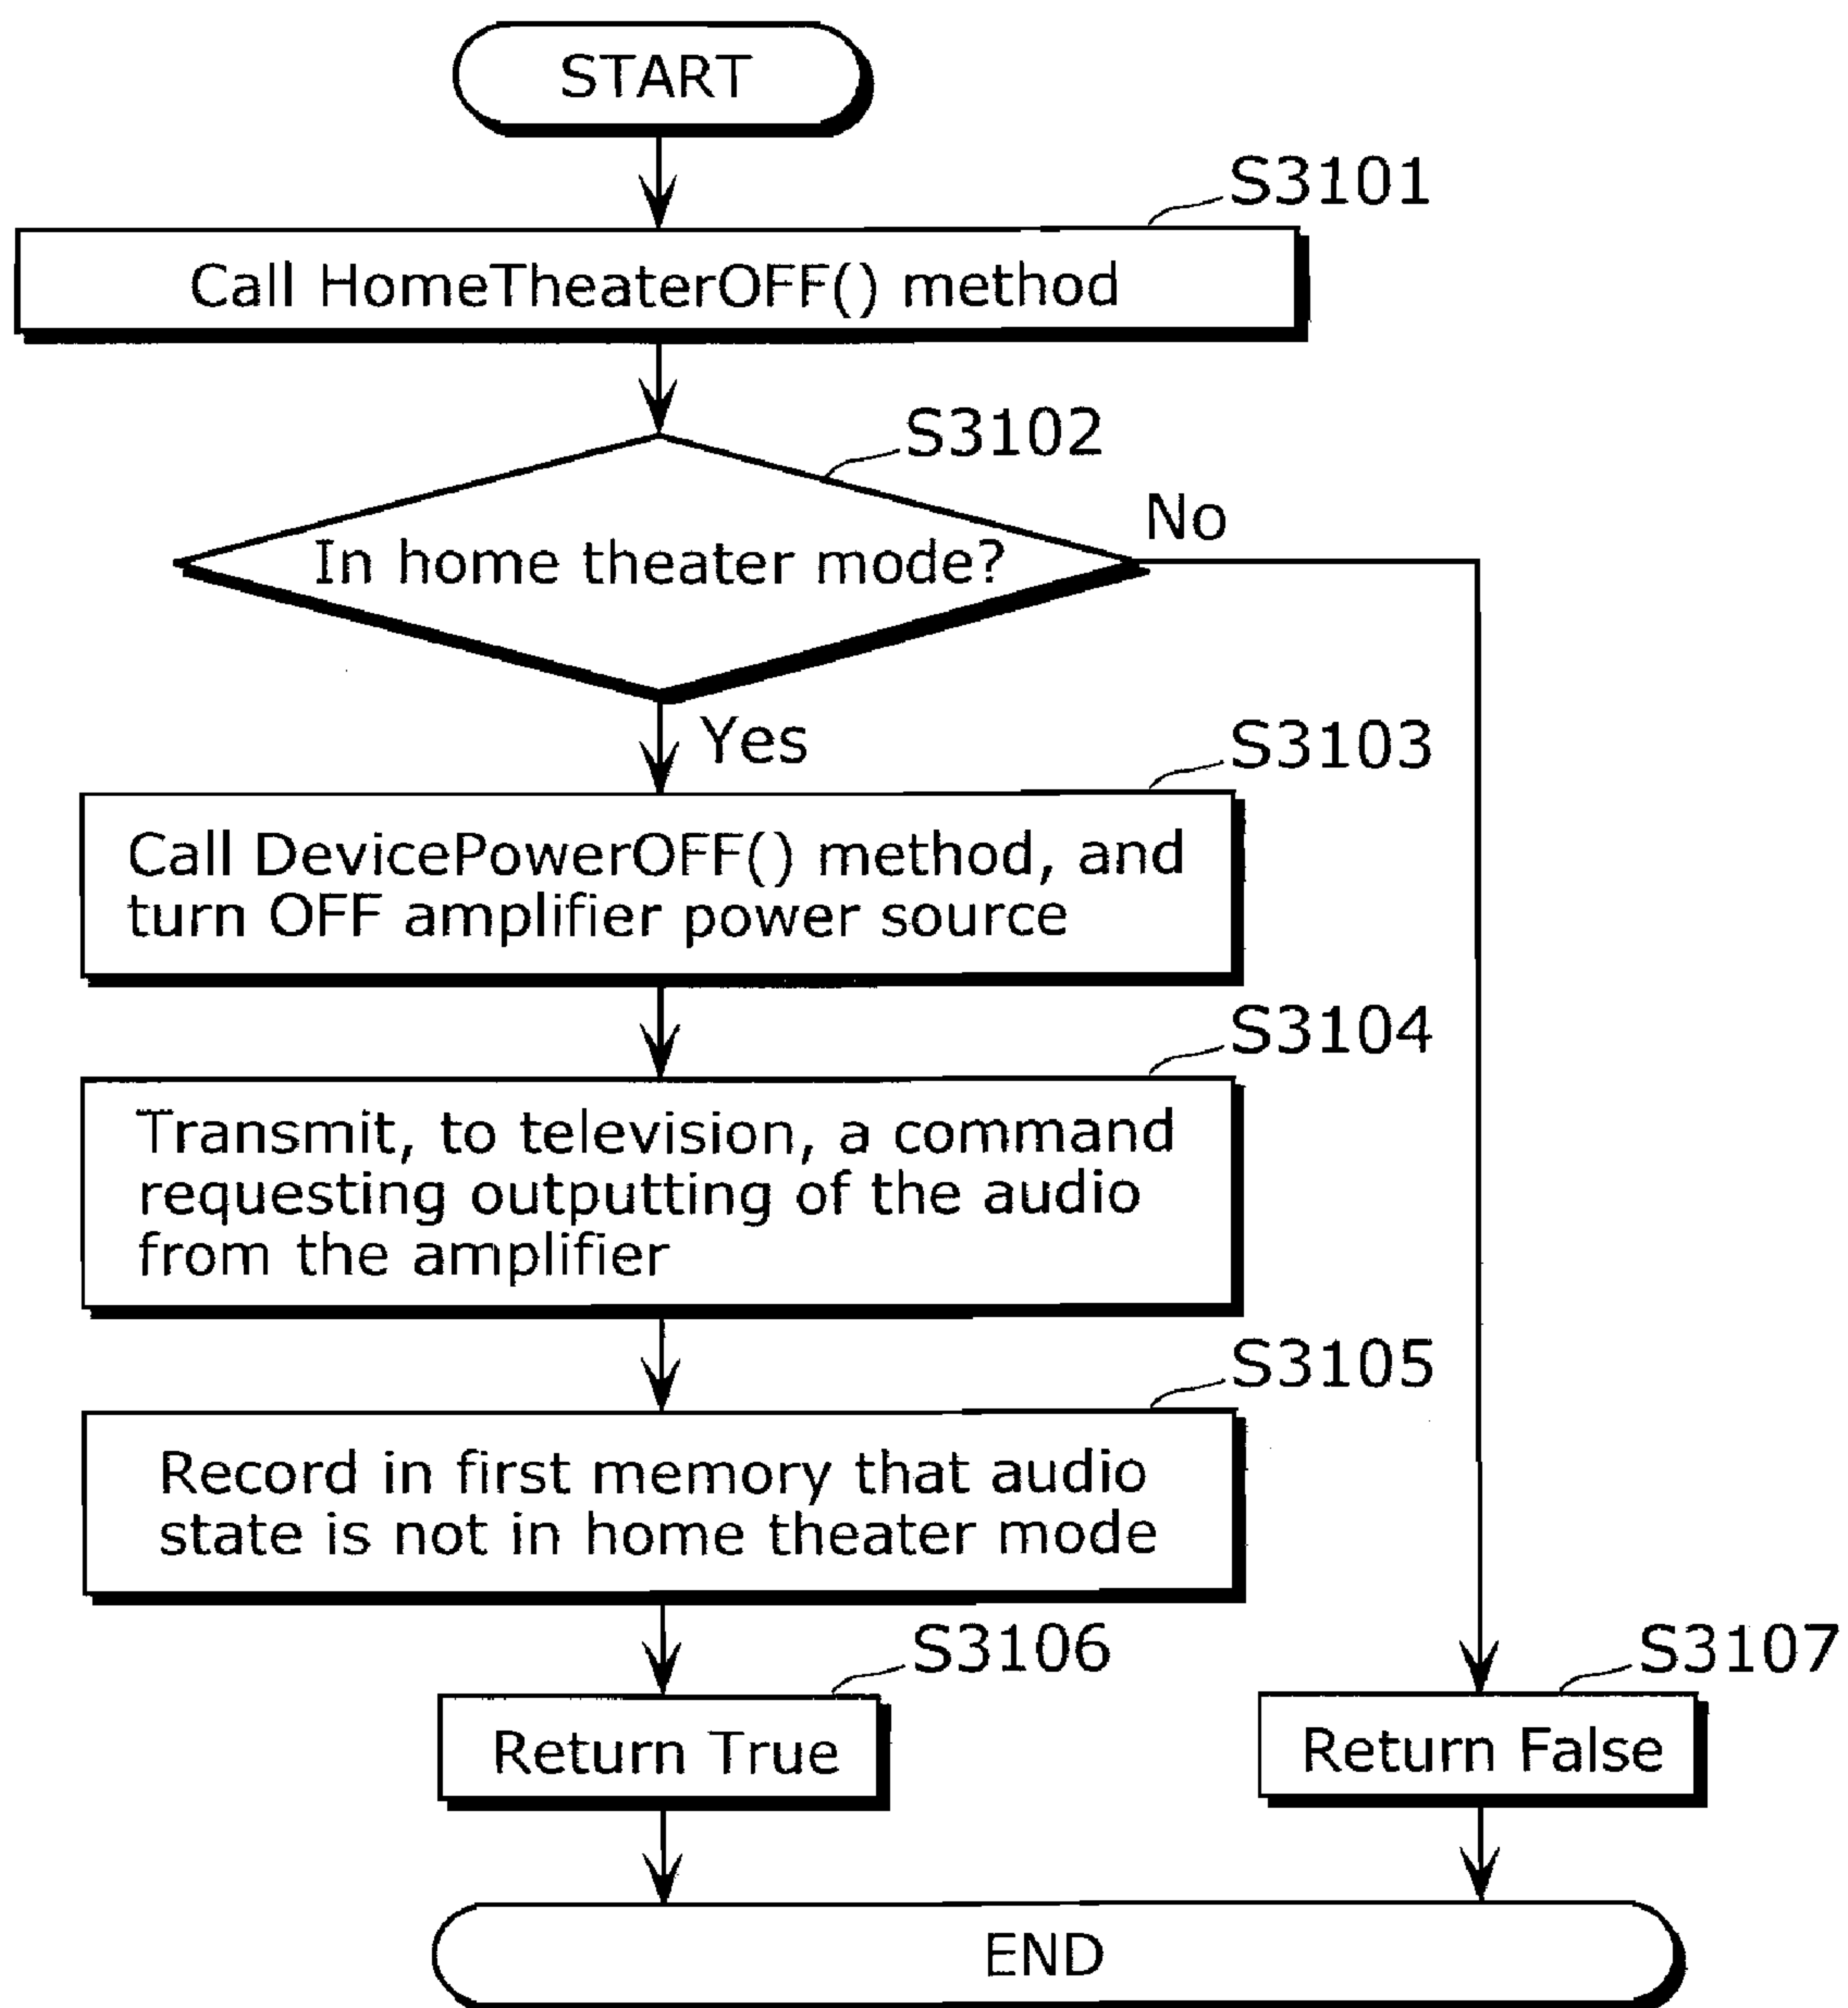 START
S3101
Call HomeTheaterOFF() method
S3102
In home theater mode?
No
Yes
S3103
Call DevicePowerOFF() method, and
turn OFF amplifier power source
S3104
Transmit, to television, a command
requesting outputting of the audio
from the amplifier
S3105
Record in first memory that audio
state is not in home theater mode
S3106
Return True
S3107
Return False
END